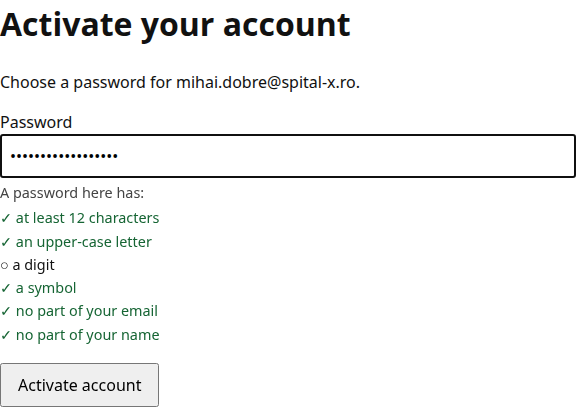 Activate your account
Choose a password for mihai.dobre@spital-x.ro.
Password
••••••••••••••••••
A password here has:
✓ at least 12 characters
✓ an upper-case letter
○ a digit
✓ a symbol
✓ no part of your email
✓ no part of your name
Activate account